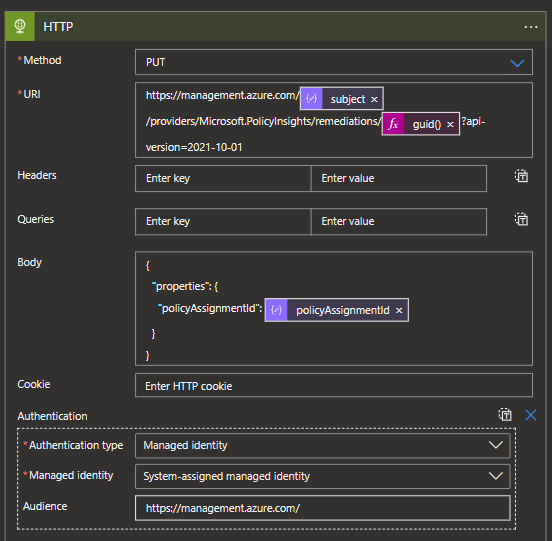 HTTP
*Method PUT
*URI https://management.azure.com/ subject ×
/providers/Microsoft.PolicyInsights/remediations/ fx guid() × ?api-
version=2021-10-01
Headers Enter key Enter value
Queries Enter key Enter value
Body {
"properties": {
"policyAssignmentId": policyAssignmentId ×
}
}
Cookie Enter HTTP cookie
Authentication
*Authentication type Managed identity
*Managed identity System-assigned managed identity
Audience https://management.azure.com/